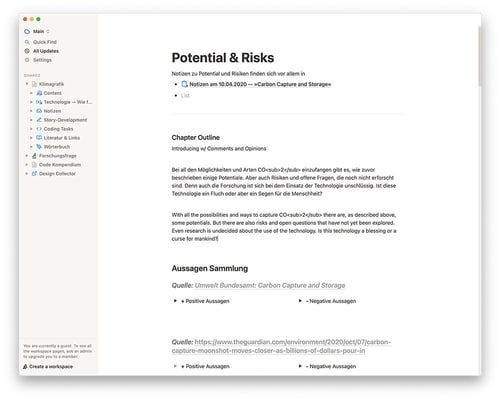 Main
Quick Find
All Updates
Settings
SHARED
Klimagrafik
Content
Technologie — Wie f...
Notizen
Story-Development
Coding Tasks
Literatur & Links
Wörterbuch
Forschungsfrage
Code Kompendium
Design Collector
You are currently a guest. To see all
the workspace pages, ask an admin
to upgrade you to a member.
Create a workspace
Potential & Risks
Notizen zu Potential und Risiken finden sich vor allem in
Notizen am 10.04.2020 — »Carbon Capture and Storage«
List
Chapter Outline
Introducing w/ Comments and Opinions
Bei all den Möglichkeiten und Arten CO<sub>2</sub> einzufangen gibt es, wie zuvor
beschrieben einige Potentiale. Aber auch Risiken und offene Fragen, die noch nicht erforscht
sind. Denn auch die Forschung ist sich bei dem Einsatz der Technologie unschlüssig. Ist diese
Technologie ein Fluch oder aber ein Segen für die Menschheit?
With all the possibilities and ways to capture CO<sub>2</sub> there are, as described above,
some potentials. But there are also risks and open questions that have not yet been explored.
Even research is undecided about the use of the technology. Is this technology a blessing or a
curse for mankind?
Aussagen Sammlung
Quelle: Umwelt Bundesamt: Carbon Capture and Storage
+ Positive Aussagen
- Negative Aussagen
Quelle: https://www.theguardian.com/environment/2020/oct/07/carbon-
capture-moonshot-moves-closer-as-billions-of-dollars-pour-in
+ Positive Aussagen
- Negative Aussagen